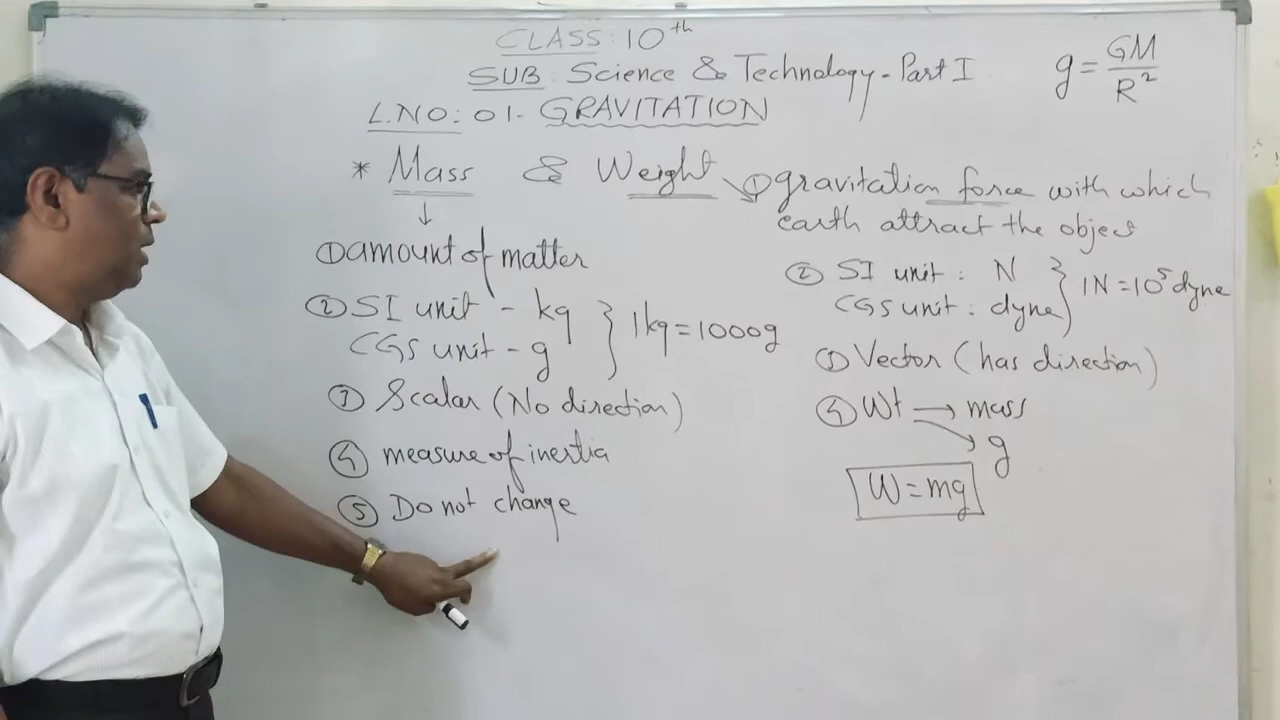 CLASS: 10th
SUB: Science & Technology - Part I
g = GM/R²
L.NO: 01- GRAVITATION
* Mass & Weight
↓
① amount of matter
② SI unit - kg
CGS unit - g
} 1kg = 1000g
③ Scalar (No direction)
④ measure of inertia
⑤ Do not change
→ ① gravitation force with which
earth attract the object
② SI unit : N
CGS unit : dyne
} 1N = 10⁵ dyne
③ Vector (has direction)
④ Wt → mass
→ g
W = mg